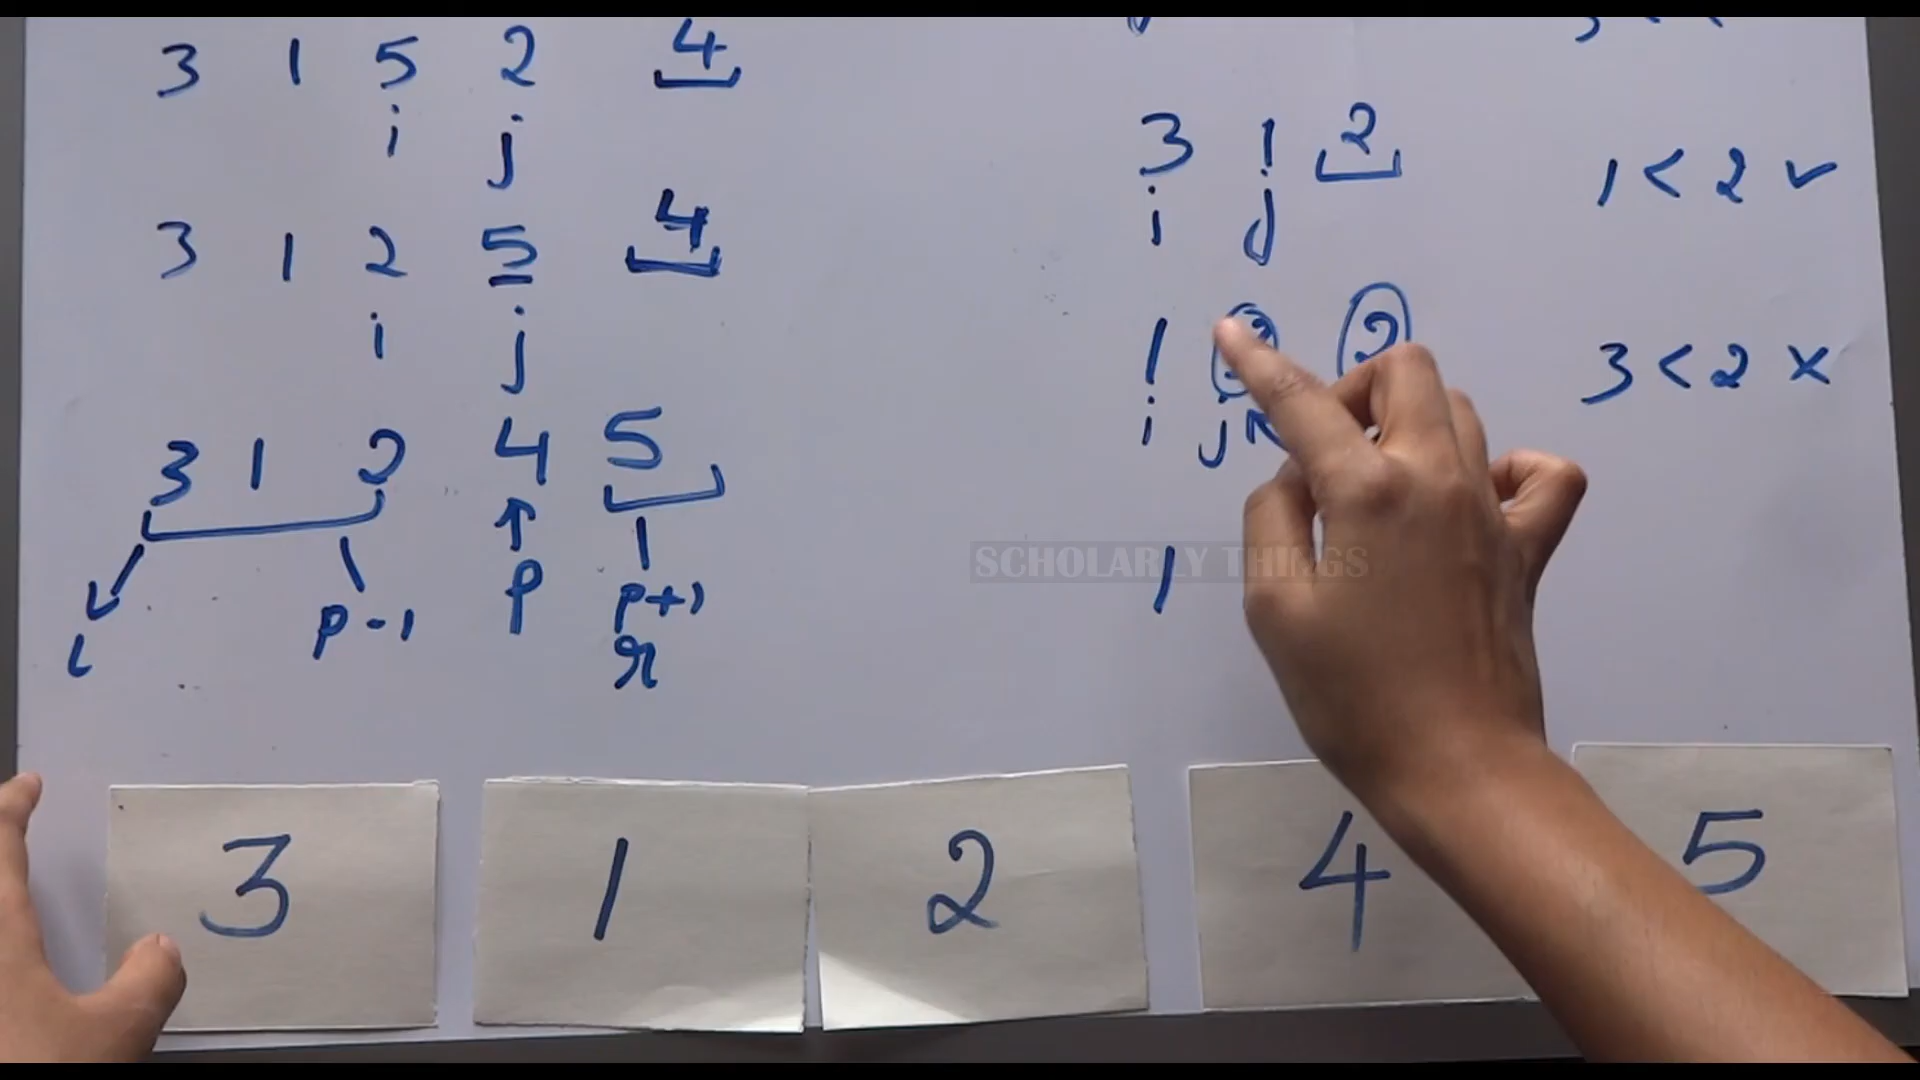 3 1 5 2 4
i j
3 1 2 5 4
i j
3 1 2 4 5
p
p-1 p+1
L r
3 1 2
i j
1 < 2 ✓
1 2
i j
3 < 2 ×
1
SCHOLARLY THINGS
3 1 2 4 5